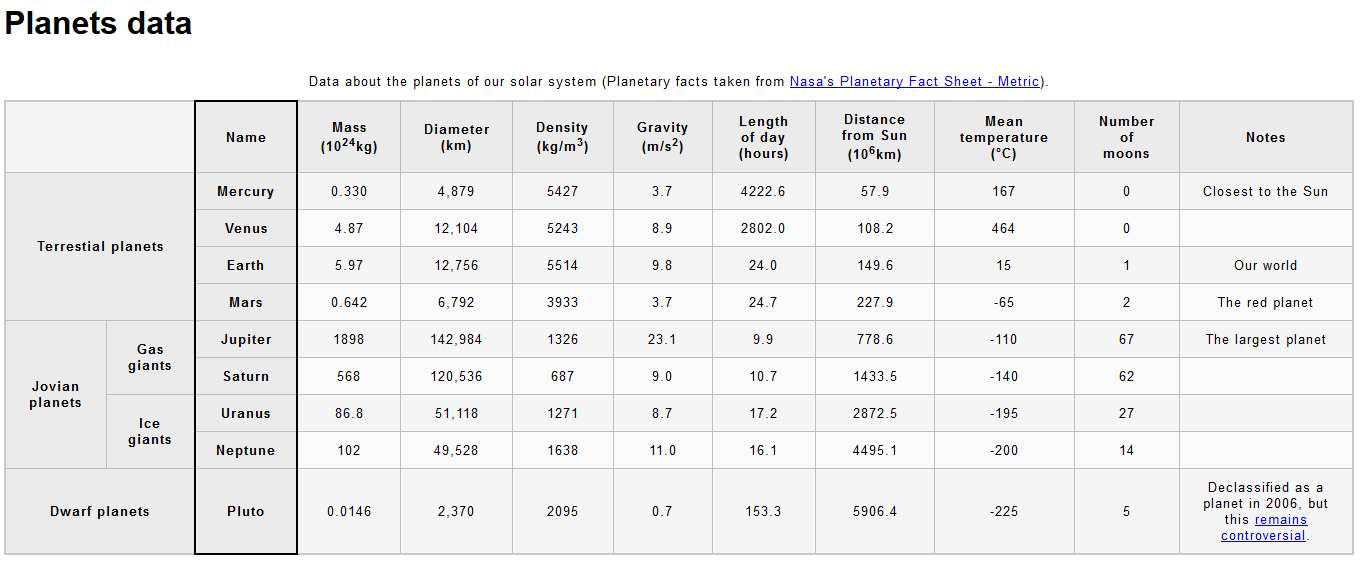 Planets data
Data about the planets of our solar system (Planetary facts taken from Nasa's Planetary Fact Sheet - Metric).
Name Mass (10²⁴kg) Diameter (km) Density (kg/m³) Gravity (m/s²) Length of day (hours) Distance from Sun (10⁶km) Mean temperature (°C) Number of moons Notes
Terrestial planets
Mercury 0.330 4,879 5427 3.7 4222.6 57.9 167 0 Closest to the Sun
Venus 4.87 12,104 5243 8.9 2802.0 108.2 464 0
Earth 5.97 12,756 5514 9.8 24.0 149.6 15 1 Our world
Mars 0.642 6,792 3933 3.7 24.7 227.9 -65 2 The red planet
Jovian planets
Gas giants
Jupiter 1898 142,984 1326 23.1 9.9 778.6 -110 67 The largest planet
Saturn 568 120,536 687 9.0 10.7 1433.5 -140 62
Ice giants
Uranus 86.8 51,118 1271 8.7 17.2 2872.5 -195 27
Neptune 102 49,528 1638 11.0 16.1 4495.1 -200 14
Dwarf planets
Pluto 0.0146 2,370 2095 0.7 153.3 5906.4 -225 5 Declassified as a planet in 2006, but this remains controversial.